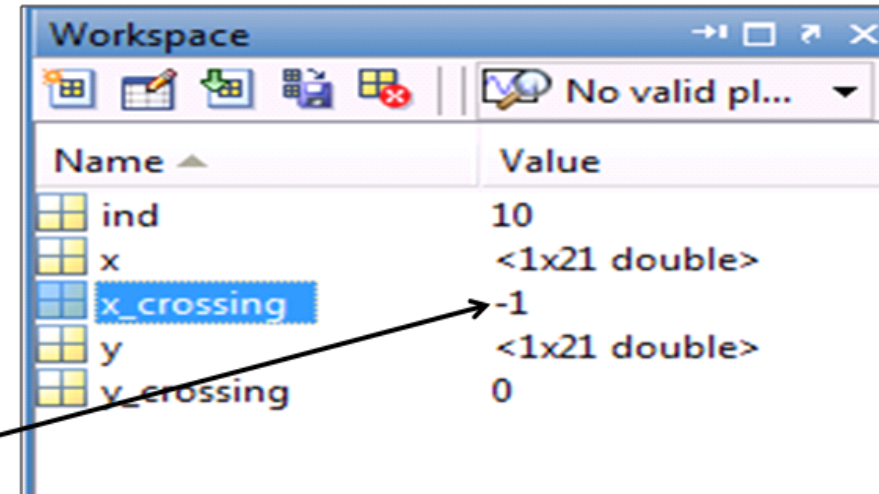 Workspace
No valid pl...
Name Value
ind 10
x <1x21 double>
x_crossing -1
y <1x21 double>
y_crossing 0